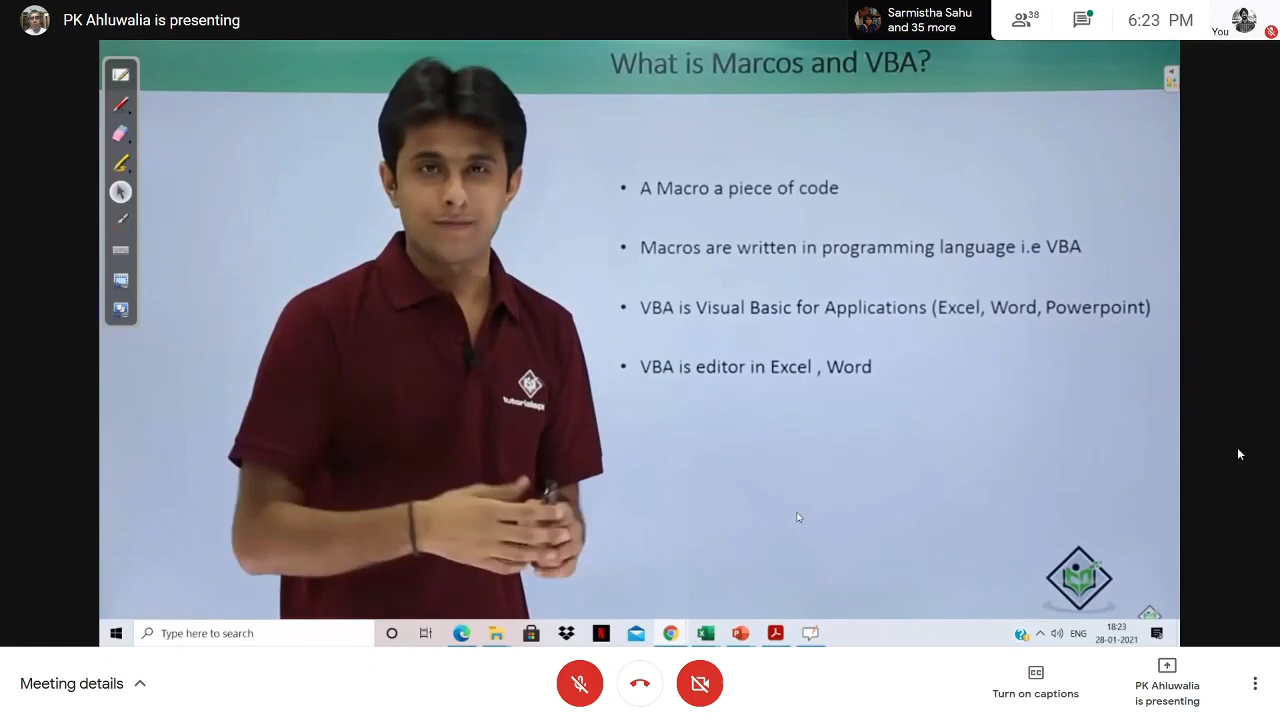 PK Ahluwalia is presenting
Sarmistha Sahu
and 35 more
38
6:23 PM
You
What is Marcos and VBA?
• A Macro a piece of code
• Macros are written in programming language i.e VBA
• VBA is Visual Basic for Applications (Excel, Word, Powerpoint)
• VBA is editor in Excel , Word
Type here to search
ENG
18:23
28-01-2021
Meeting details
CC
Turn on captions
PK Ahluwalia
is presenting